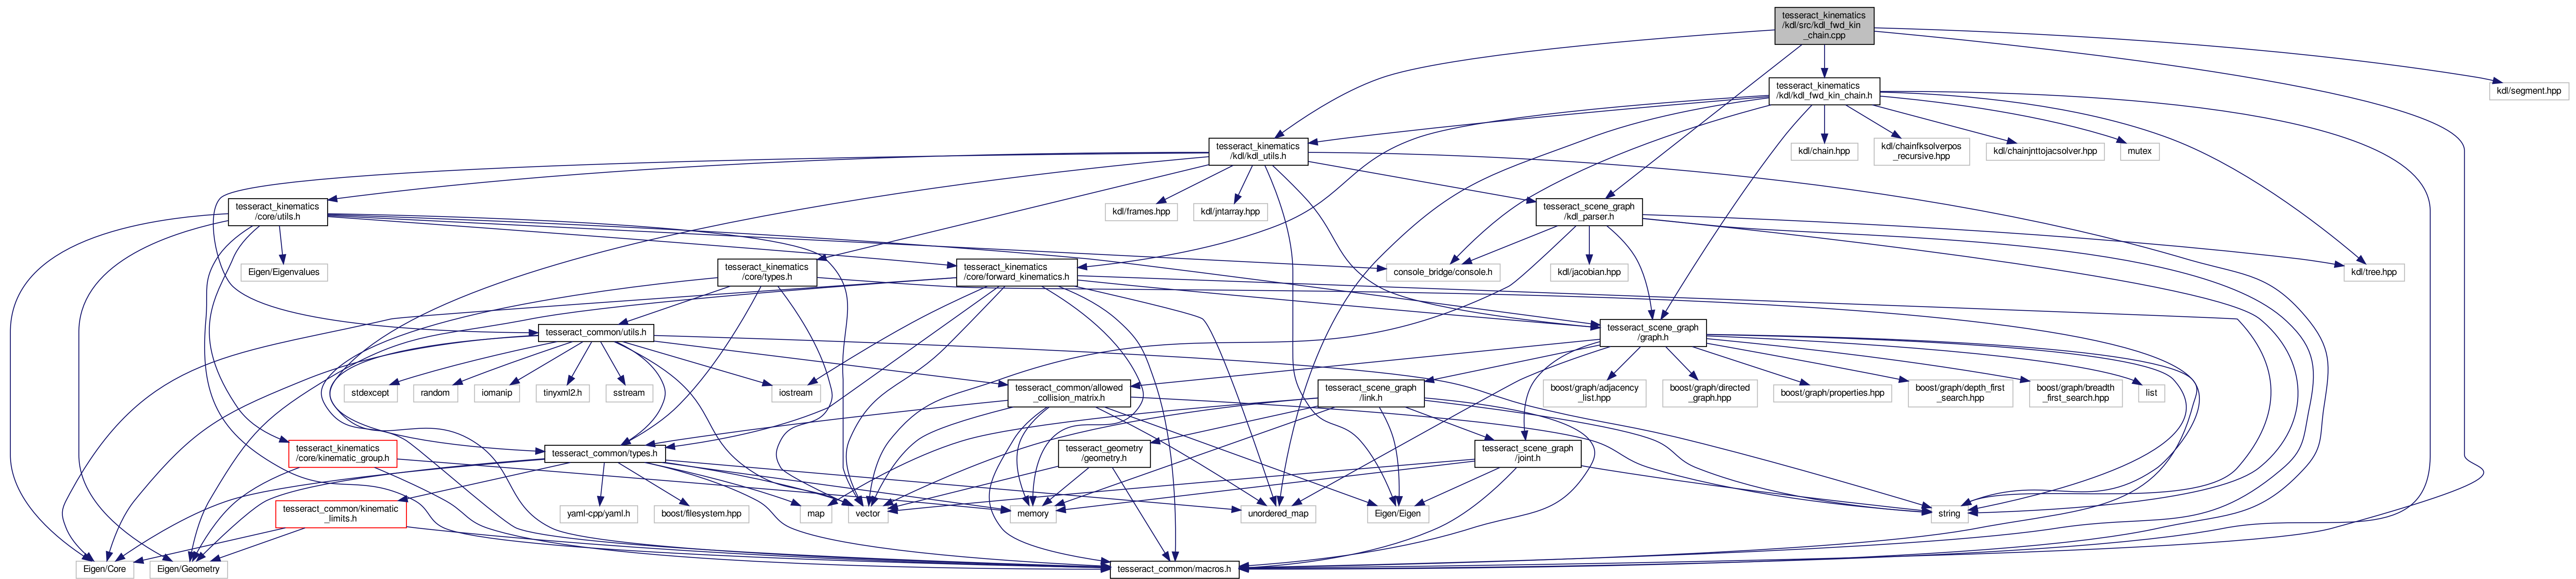 tesseract_kinematics
/kdl/src/kdl_fwd_kin
_chain.cpp
tesseract_kinematics
/kdl/kdl_fwd_kin_chain.h
kdl/segment.hpp
tesseract_kinematics
/kdl/kdl_utils.h
kdl/chain.hpp
kdl/chainfksolverpos
_recursive.hpp
kdl/chainjnttojacsolver.hpp
mutex
tesseract_kinematics
/core/utils.h
kdl/frames.hpp
kdl/jntarray.hpp
tesseract_scene_graph
/kdl_parser.h
Eigen/Eigenvalues
tesseract_kinematics
/core/types.h
tesseract_kinematics
/core/forward_kinematics.h
console_bridge/console.h
kdl/jacobian.hpp
kdl/tree.hpp
tesseract_common/utils.h
tesseract_scene_graph
/graph.h
stdexcept
random
iomanip
tinyxml2.h
sstream
iostream
tesseract_common/allowed
_collision_matrix.h
tesseract_scene_graph
/link.h
boost/graph/adjacency
_list.hpp
boost/graph/directed
_graph.hpp
boost/graph/properties.hpp
boost/graph/depth_first
_search.hpp
boost/graph/breadth
_first_search.hpp
list
tesseract_kinematics
/core/kinematic_group.h
tesseract_common/types.h
tesseract_geometry
/geometry.h
tesseract_scene_graph
/joint.h
tesseract_common/kinematic
_limits.h
yaml-cpp/yaml.h
boost/filesystem.hpp
map
vector
memory
unordered_map
Eigen/Eigen
string
Eigen/Core
Eigen/Geometry
tesseract_common/macros.h